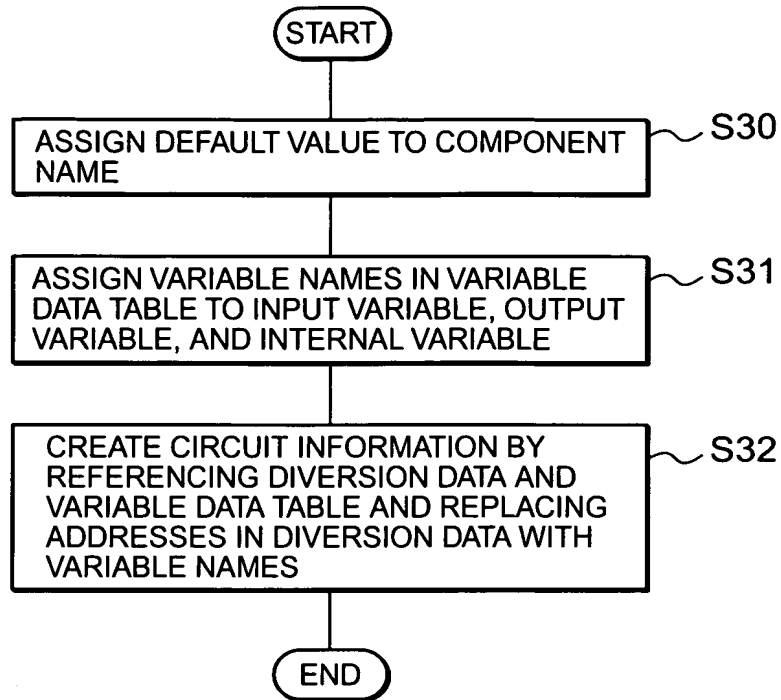 START
ASSIGN DEFAULT VALUE TO COMPONENT
NAME
S30
ASSIGN VARIABLE NAMES IN VARIABLE
DATA TABLE TO INPUT VARIABLE, OUTPUT
VARIABLE, AND INTERNAL VARIABLE
S31
CREATE CIRCUIT INFORMATION BY
REFERENCING DIVERSION DATA AND
VARIABLE DATA TABLE AND REPLACING
ADDRESSES IN DIVERSION DATA WITH
VARIABLE NAMES
S32
END